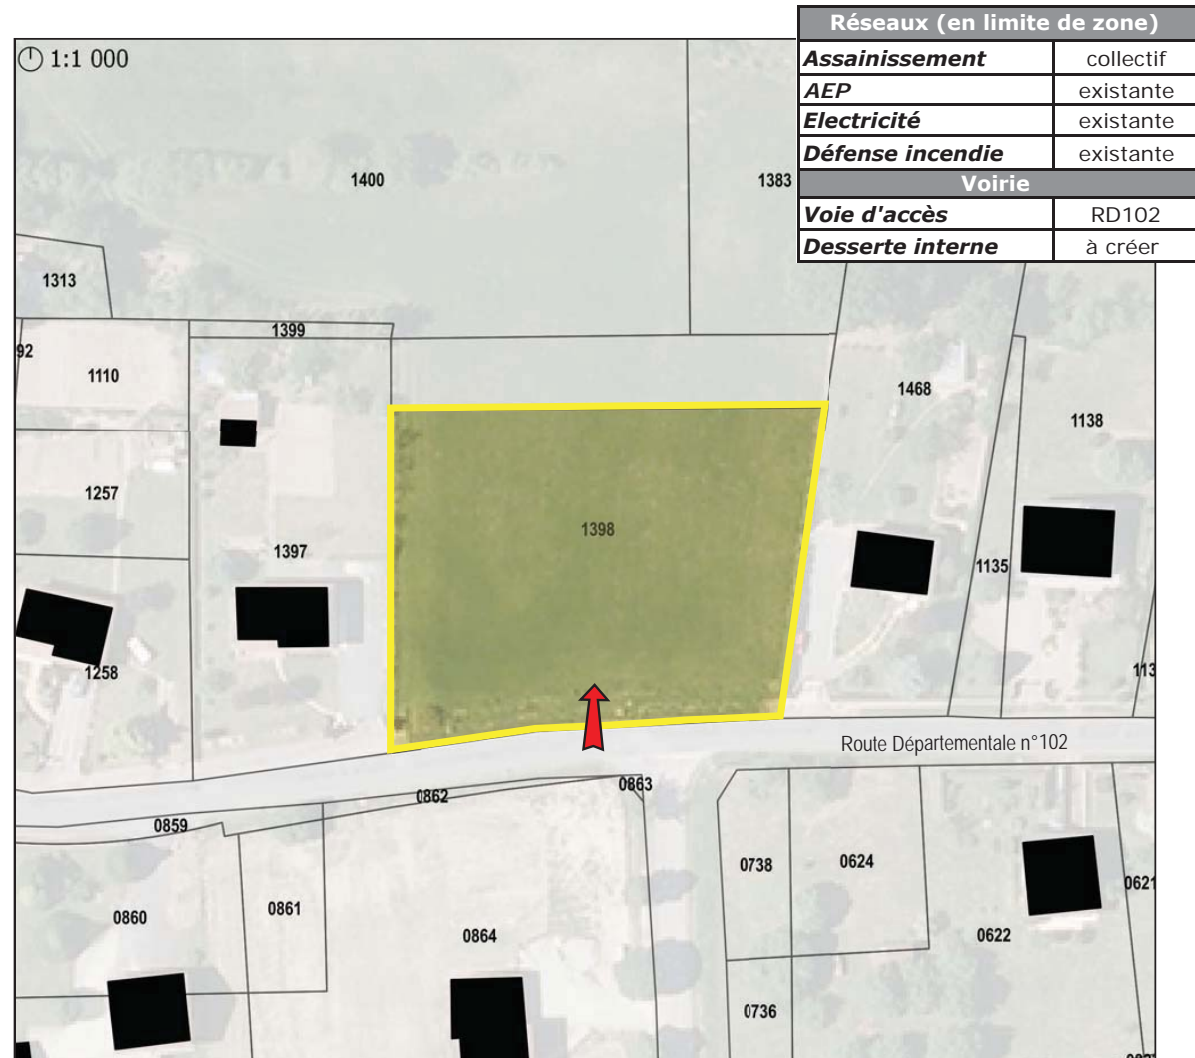 1:1 000
Réseaux (en limite de zone)
Assainissement collectif
AEP existante
Electricité existante
Défense incendie existante
Voirie
Voie d'accès RD102
Desserte interne à créer
1400
1383
1313
1399
92
1110
1468
1138
1257
1398
1397
1135
1258
113
Route Départementale n°102
0862
0863
0859
0738
0624
0621
0860
0861
0864
0622
0736